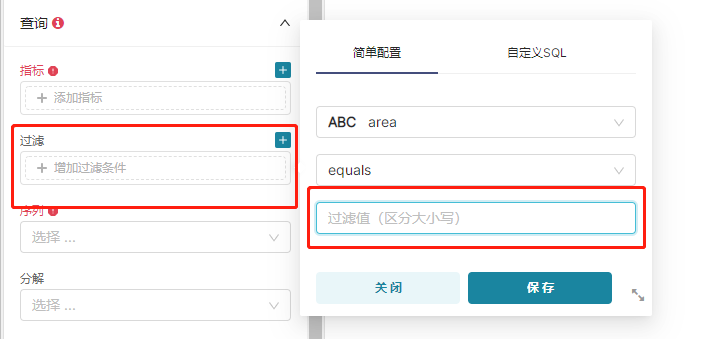 查询
指标
添加指标
过滤
增加过滤条件
序列
选择 ...
分解
选择 ...
简单配置
自定义SQL
ABC area
equals
过滤值（区分大小写）
关闭
保存